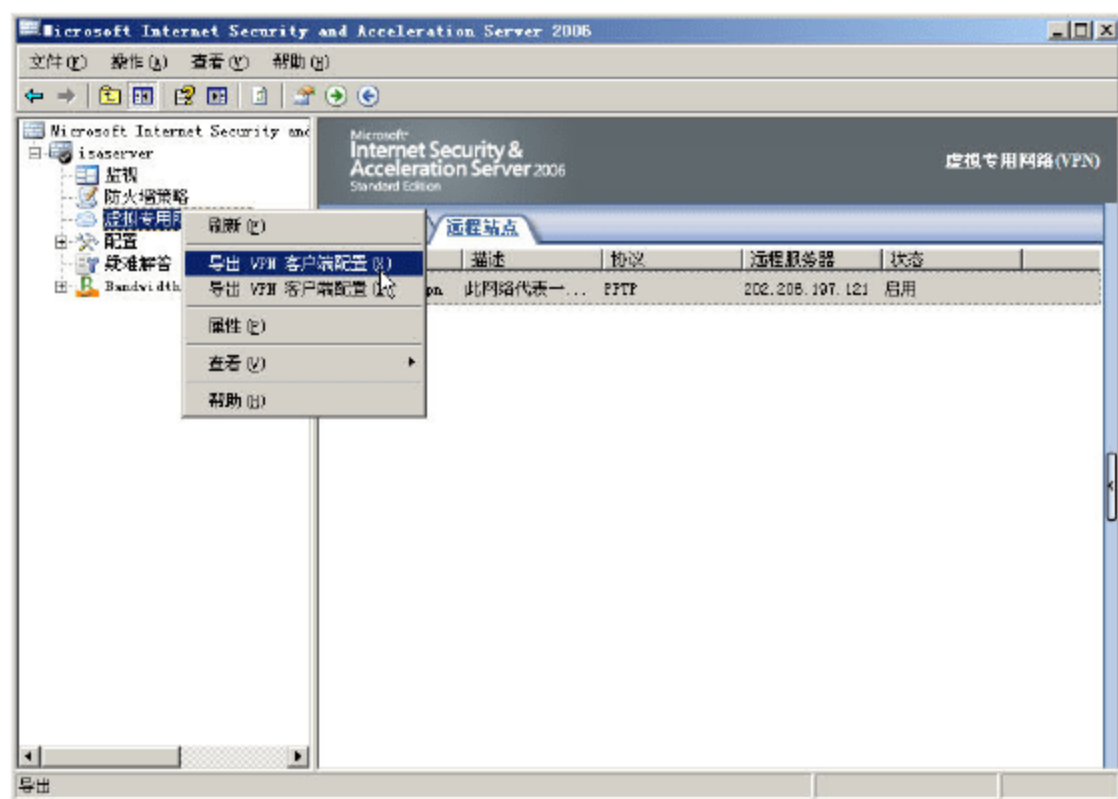 Microsoft Internet Security and Acceleration Server 2006
文件(F) 操作(A) 查看(V) 帮助(H)
Microsoft Internet Security and
isaserver
监视
防火墙策略
虚拟专用
配置
疑难解答
Bandwidth
刷新(F)
导出 VPN 客户端配置(X)
导出 VPN 客户端配置
属性(P)
查看(V)
帮助(H)
Microsoft
Internet Security &
Acceleration Server 2006
Standard Edition
虚拟专用网络(VPN)
远程站点
描述 协议 远程服务器 状态
pn 此网络代表一... PPTP 202.206.197.121 启用
导出